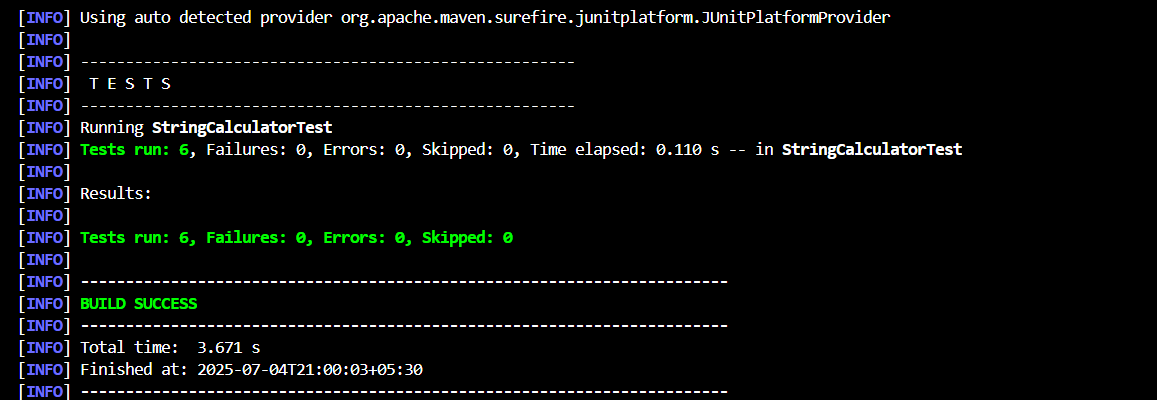 [INFO] Using auto detected provider org.apache.maven.surefire.junitplatform.JUnitPlatformProvider
[INFO]
[INFO] -------------------------------------------------------
[INFO]  T E S T S
[INFO] -------------------------------------------------------
[INFO] Running StringCalculatorTest
[INFO] Tests run: 6, Failures: 0, Errors: 0, Skipped: 0, Time elapsed: 0.110 s -- in StringCalculatorTest
[INFO]
[INFO] Results:
[INFO]
[INFO] Tests run: 6, Failures: 0, Errors: 0, Skipped: 0
[INFO]
[INFO] ------------------------------------------------------------------------
[INFO] BUILD SUCCESS
[INFO] ------------------------------------------------------------------------
[INFO] Total time:  3.671 s
[INFO] Finished at: 2025-07-04T21:00:03+05:30
[INFO] ------------------------------------------------------------------------